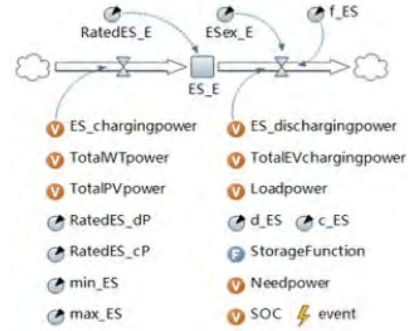 RatedES_E ESex_E f_ES
ES_E
ES_chargingpower ES_dischargingpower
TotalWTpower TotalEVchargingpower
TotalPVpower Loadpower
RatedES_dP d_ES c_ES
RatedES_cP StorageFunction
min_ES Needpower
max_ES SOC event